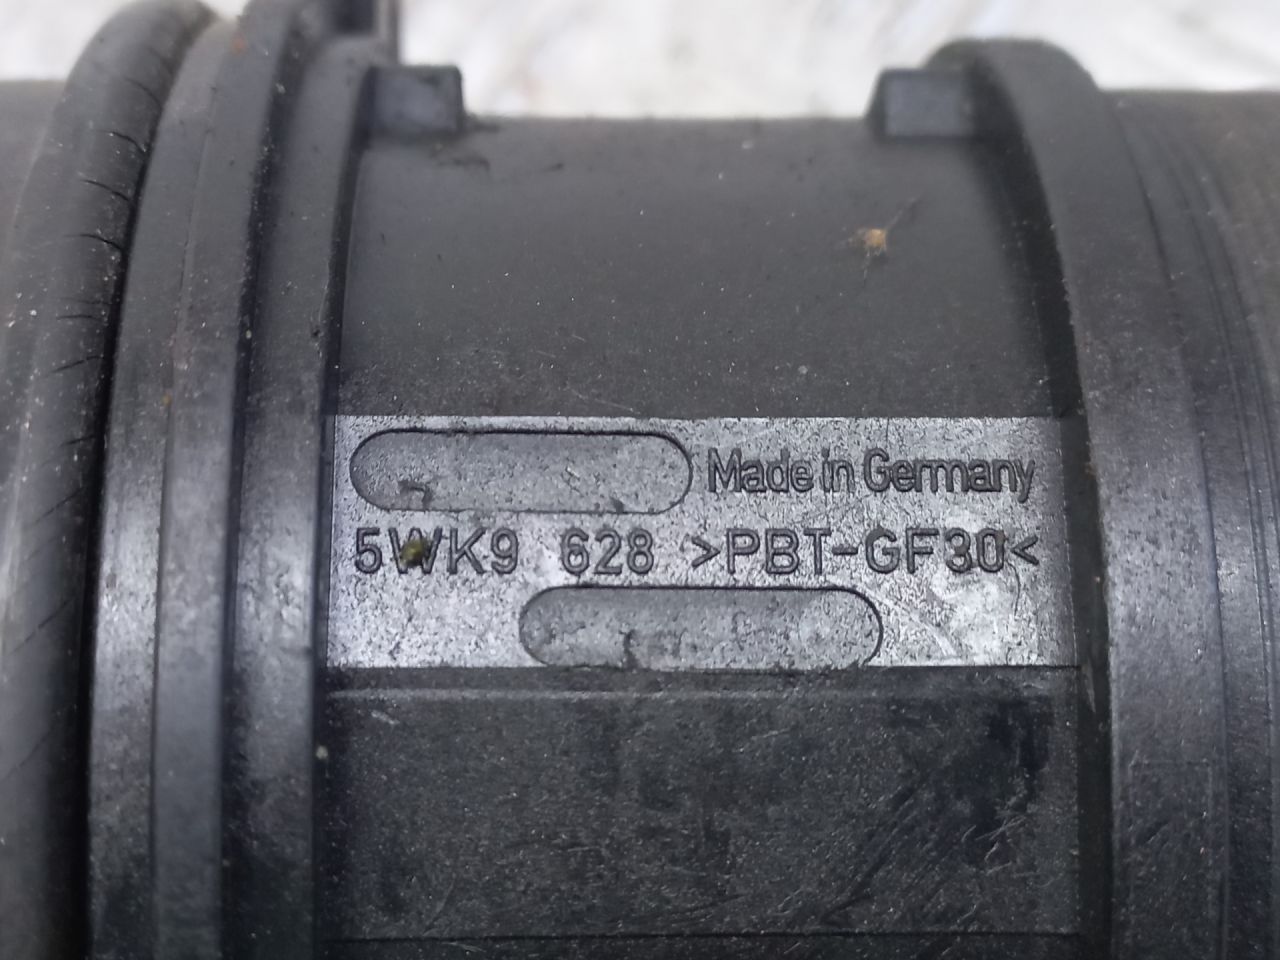 Made in Germany
5WK9 628 >PBT-GF30<